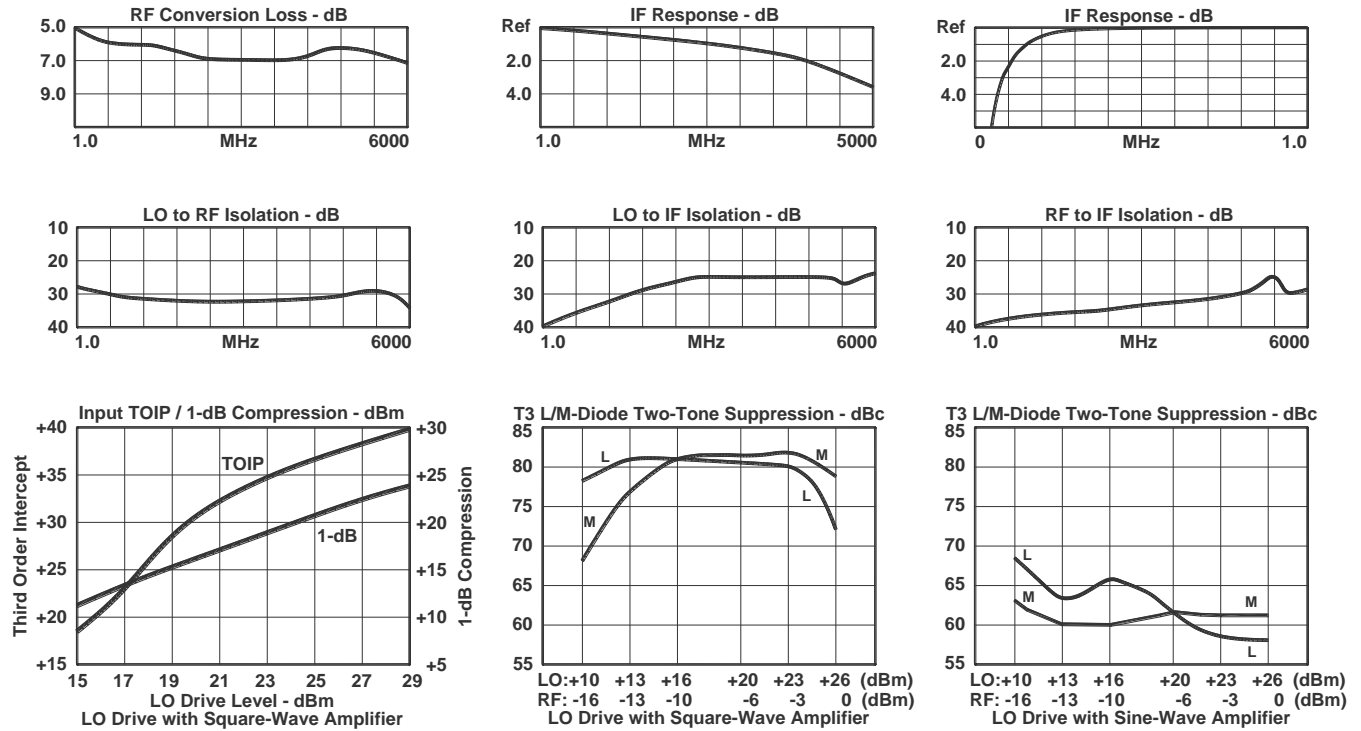 RF Conversion Loss - dB
5.0
7.0
9.0
1.0 MHz 6000
IF Response - dB
Ref
2.0
4.0
1.0 MHz 5000
IF Response - dB
Ref
2.0
4.0
0 MHz 1.0
LO to RF Isolation - dB
10
20
30
40
1.0 MHz 6000
LO to IF Isolation - dB
10
20
30
40
1.0 MHz 6000
RF to IF Isolation - dB
10
20
30
40
1.0 MHz 6000
Input TOIP / 1-dB Compression - dBm
Third Order Intercept
+40
+35
+30
+25
+20
+15
TOIP
1-dB
+30
+25
+20
+15
+10
+5
1-dB Compression
15 17 19 21 23 25 27 29
LO Drive Level - dBm
LO Drive with Square-Wave Amplifier
T3 L/M-Diode Two-Tone Suppression - dBc
85
80
75
70
65
60
55
L
M
M
L
LO:+10 +13 +16 +20 +23 +26 (dBm)
RF: -16 -13 -10 -6 -3 0 (dBm)
LO Drive with Square-Wave Amplifier
T3 L/M-Diode Two-Tone Suppression - dBc
85
80
75
70
65
60
55
L
M
M
L
LO:+10 +13 +16 +20 +23 +26 (dBm)
RF: -16 -13 -10 -6 -3 0 (dBm)
LO Drive with Sine-Wave Amplifier